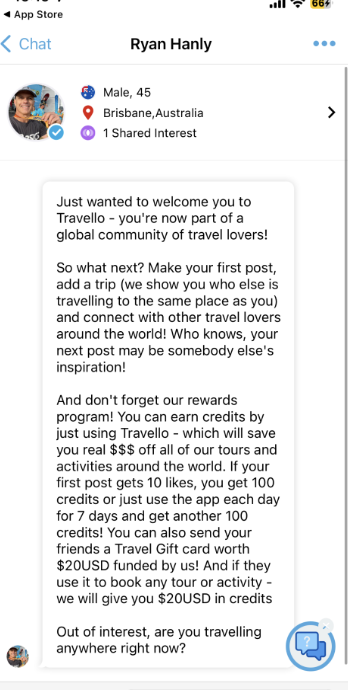 App Store
66
Chat
Ryan Hanly
Male, 45
Brisbane,Australia
1 Shared Interest
Just wanted to welcome you to
Travello - you're now part of a
global community of travel lovers!
So what next? Make your first post,
add a trip (we show you who else is
travelling to the same place as you)
and connect with other travel lovers
around the world! Who knows, your
next post may be somebody else's
inspiration!
And don't forget our rewards
program! You can earn credits by
just using Travello - which will save
you real $$$ off all of our tours and
activities around the world. If your
first post gets 10 likes, you get 100
credits or just use the app each day
for 7 days and get another 100
credits! You can also send your
friends a Travel Gift card worth
$20USD funded by us! And if they
use it to book any tour or activity -
we will give you $20USD in credits
Out of interest, are you travelling
anywhere right now?